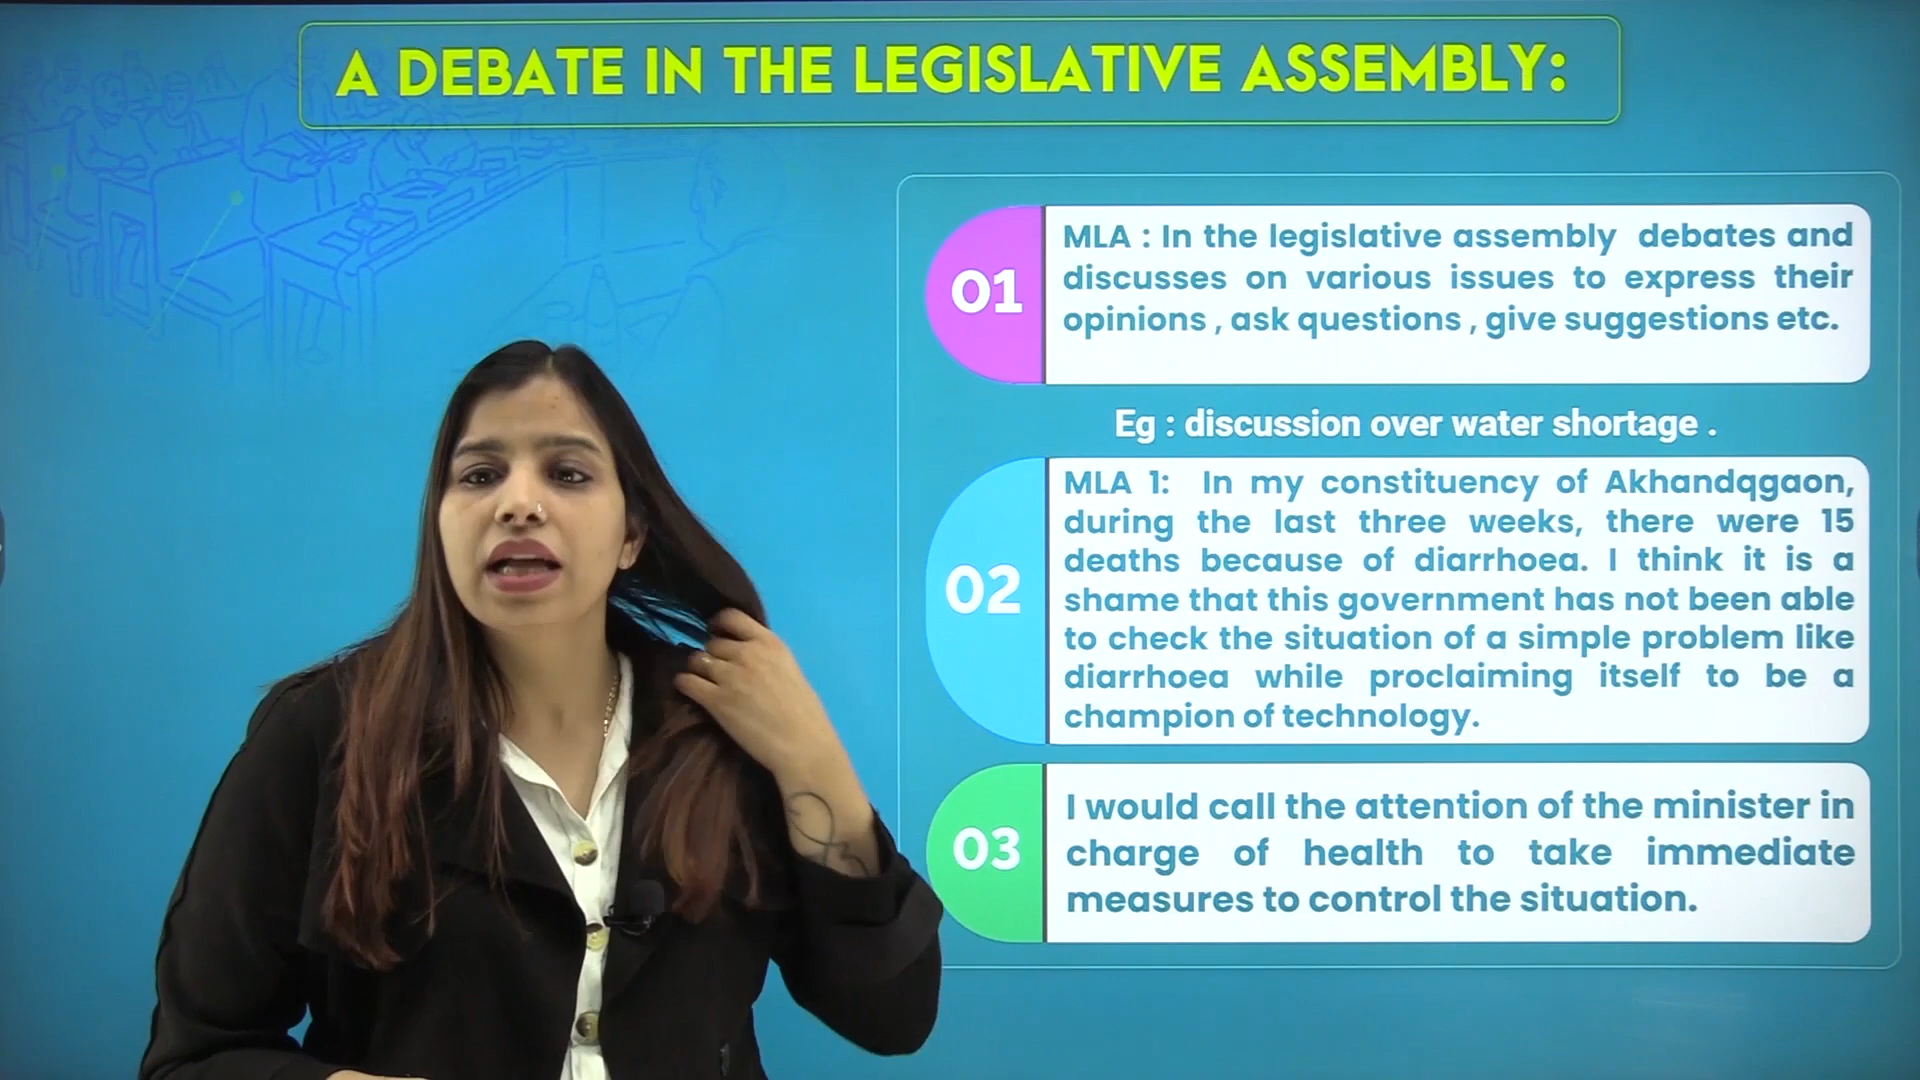 A DEBATE IN THE LEGISLATIVE ASSEMBLY:
01
MLA : In the legislative assembly debates and
discusses on various issues to express their
opinions , ask questions , give suggestions etc.
Eg : discussion over water shortage .
02
MLA 1: In my constituency of Akhandqgaon,
during the last three weeks, there were 15
deaths because of diarrhoea. I think it is a
shame that this government has not been able
to check the situation of a simple problem like
diarrhoea while proclaiming itself to be a
champion of technology.
03
I would call the attention of the minister in
charge of health to take immediate
measures to control the situation.